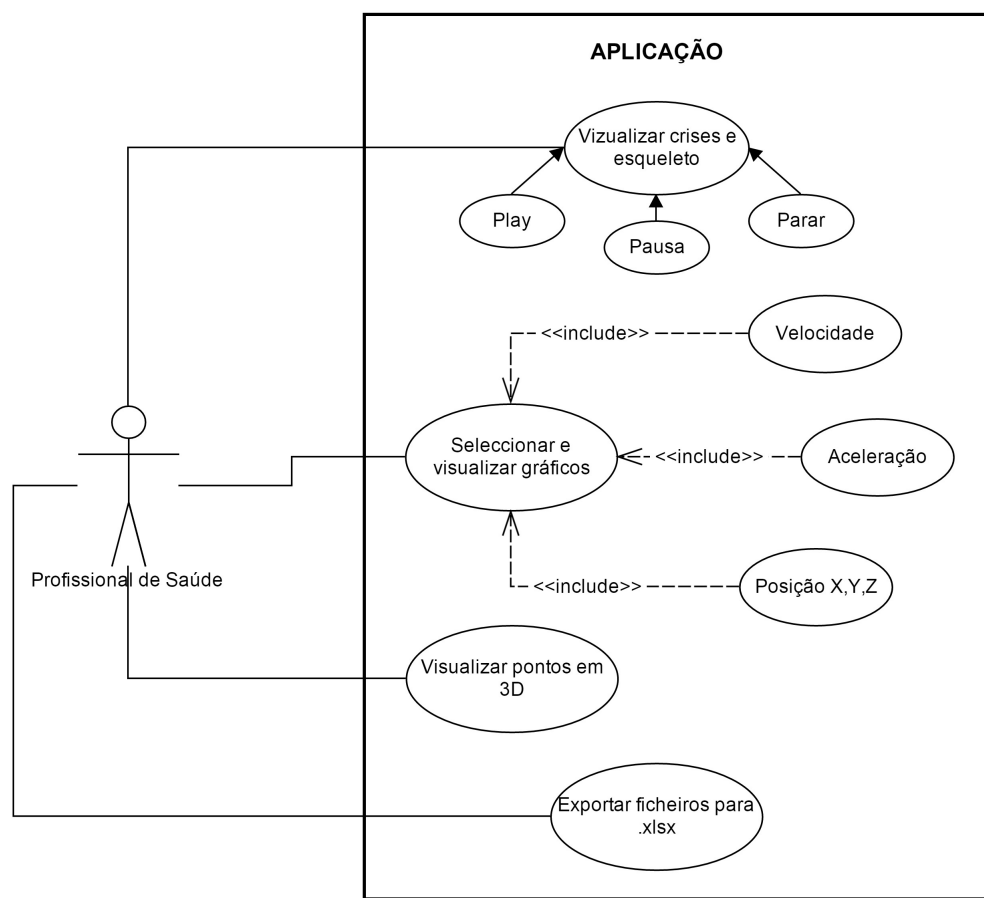 APLICAÇÃO
Vizualizar crises e
esqueleto
Play
Pausa
Parar
<<include>>
Velocidade
Seleccionar e
visualizar gráficos
<<include>>
Aceleração
Profissional de Saúde
<<include>>
Posição X,Y,Z
Visualizar pontos em
3D
Exportar ficheiros para
.xlsx